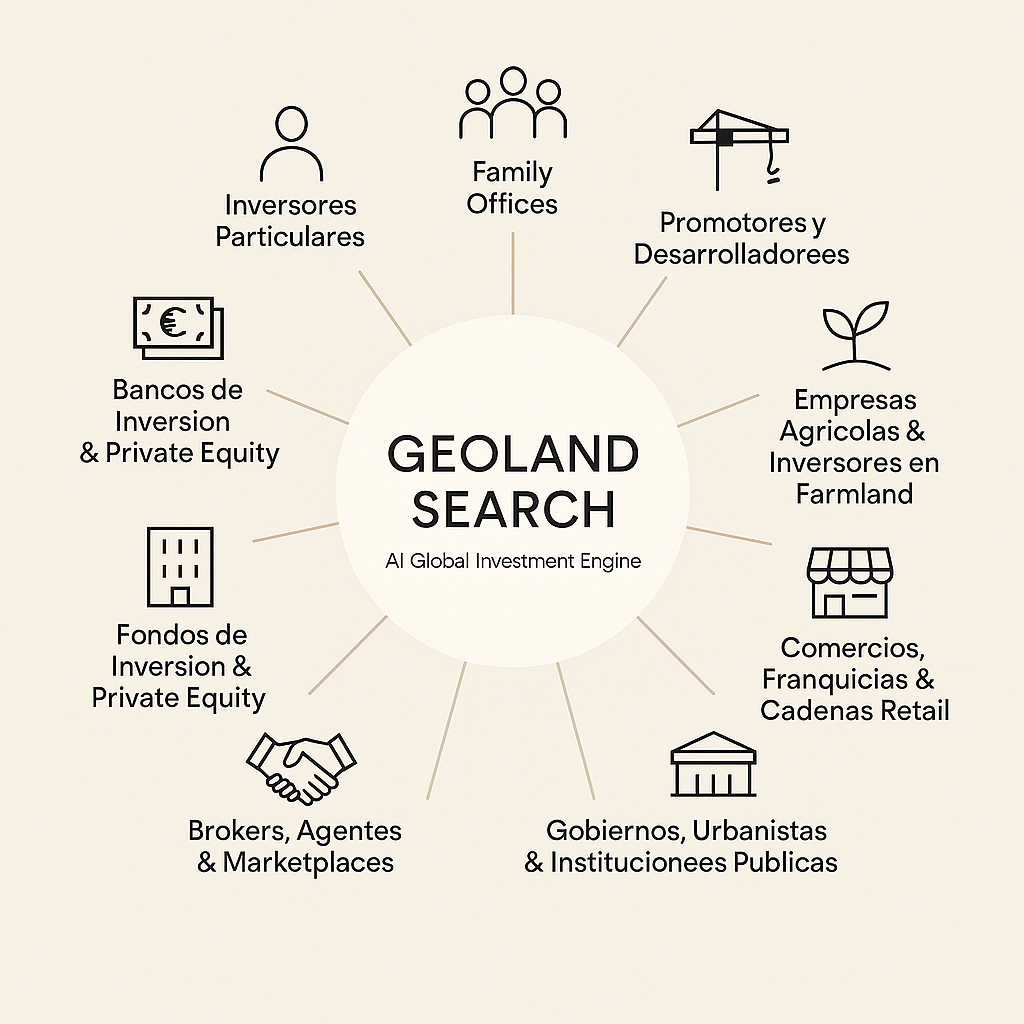 Family
Offices
Inversores
Particulares
Promotores y
Desarrolladorees
Bancos de
Inversion
& Private Equity
Empresas
Agricolas &
Inversores en
Farmland
GEOLAND
SEARCH
AI Global Investment Engine
Fondos de
Inversion &
Private Equity
Comercios,
Franquicias &
Cadenas Retail
Brokers, Agentes
& Marketplaces
Gobiernos, Urbanistas
& Institucionees Publicas